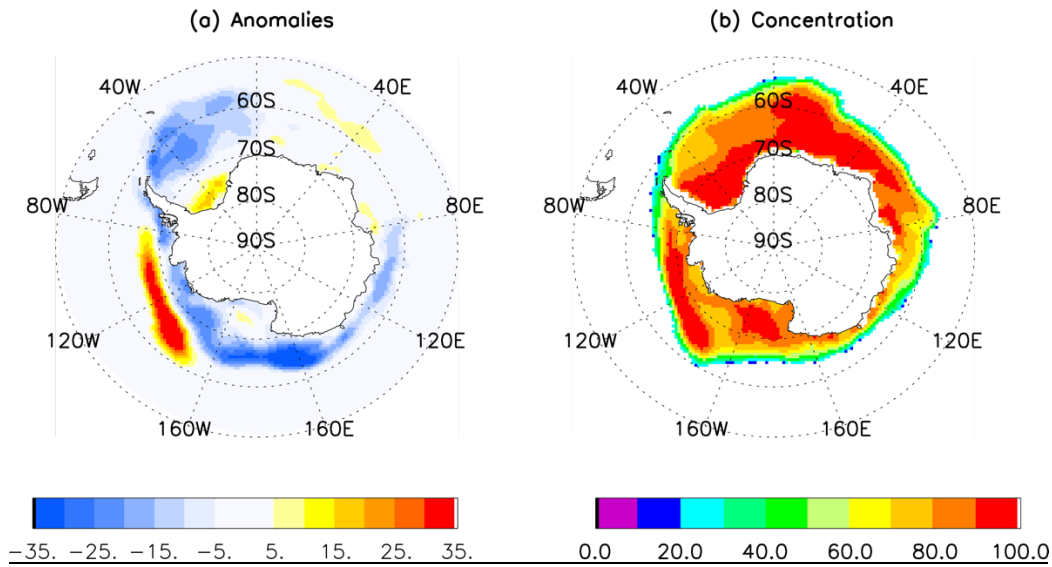 (a) Anomalies
(b) Concentration
40W
40E
60S
70S
80S
80W
80E
90S
120W
120E
160W
160E
40W
40E
60S
70S
80S
80W
80E
90S
120W
120E
160W
160E
−35. −25. −15. −5. 5. 15. 25. 35.
0.0 20.0 40.0 60.0 80.0 100.0